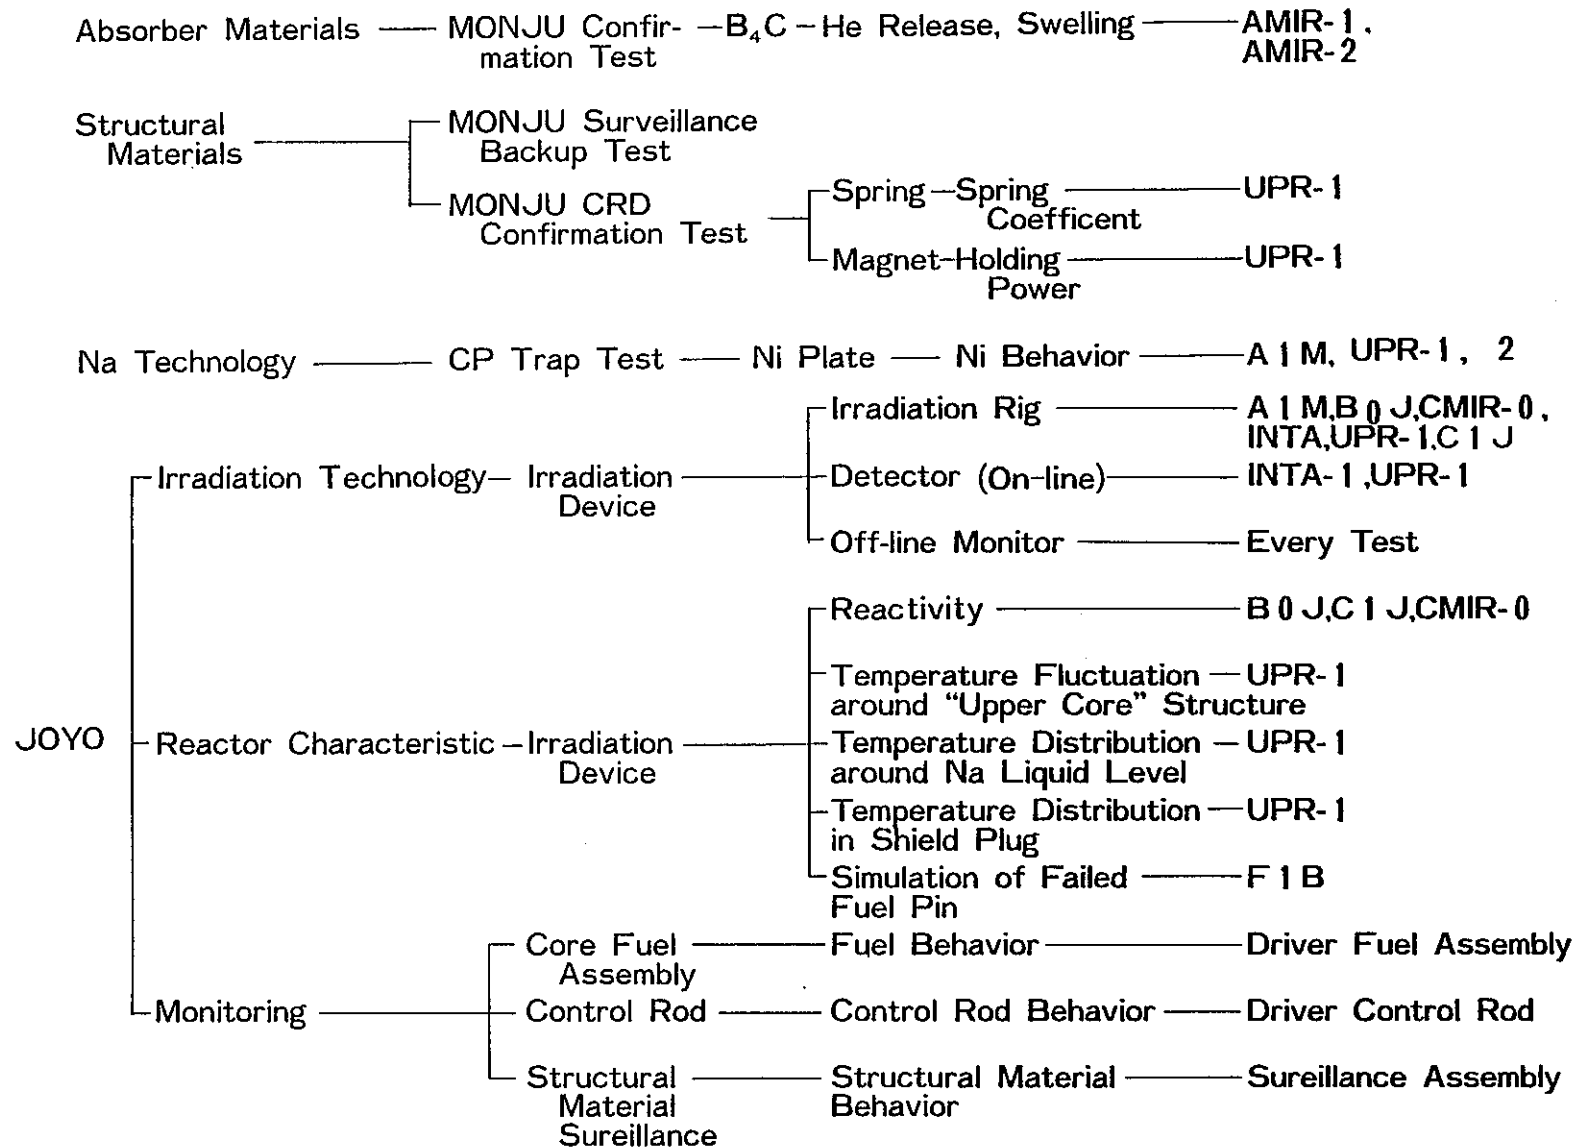 Absorber Materials — MONJU Confir- — B₄C — He Release, Swelling — AMIR-1,
mation Test AMIR-2
Structural
Materials
MONJU Surveillance
Backup Test
MONJU CRD
Confirmation Test
Spring — Spring — UPR-1
Coefficent
Magnet-Holding — UPR-1
Power
Na Technology — CP Trap Test — Ni Plate — Ni Behavior — A1M, UPR-1, 2
Irradiation Rig — A1M,B0J,CMIR-0,
INTA,UPR-1,C1J
Irradiation Technology — Irradiation
Device
Detector (On-line) — INTA-1,UPR-1
Off-line Monitor — Every Test
Reactivity — B0J,C1J,CMIR-0
Temperature Fluctuation — UPR-1
around “Upper Core” Structure
JOYO
Reactor Characteristic — Irradiation
Device
Temperature Distribution — UPR-1
around Na Liquid Level
Temperature Distribution — UPR-1
in Shield Plug
Simulation of Failed — F1B
Fuel Pin
Core Fuel — Fuel Behavior — Driver Fuel Assembly
Assembly
Monitoring — Control Rod — Control Rod Behavior — Driver Control Rod
Structural — Structural Material — Sureillance Assembly
Material Behavior
Sureillance